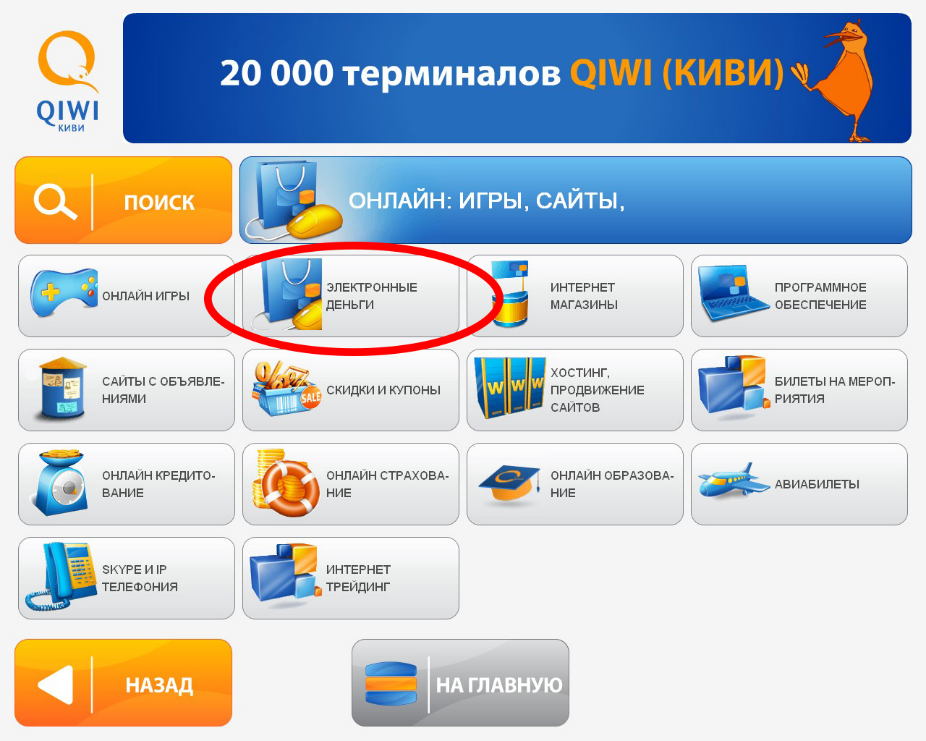 20 000 терминалов QIWI (КИВИ)
QIWI
КИВИ
ПОИСК
ОНЛАЙН: ИГРЫ, САЙТЫ,
ОНЛАЙН ИГРЫ
ЭЛЕКТРОННЫЕ
ДЕНЬГИ
ИНТЕРНЕТ
МАГАЗИНЫ
ПРОГРАММНОЕ
ОБЕСПЕЧЕНИЕ
САЙТЫ С ОБЪЯВЛЕ-
НИЯМИ
%
SALE
СКИДКИ И КУПОНЫ
W W W
ХОСТИНГ,
ПРОДВИЖЕНИЕ
САЙТОВ
БИЛЕТЫ НА МЕРОП-
РИЯТИЯ
ОНЛАЙН КРЕДИТО-
ВАНИЕ
ОНЛАЙН СТРАХОВА-
НИЕ
ОНЛАЙН ОБРАЗОВА-
НИЕ
АВИАБИЛЕТЫ
SKYPE И IP
ТЕЛЕФОНИЯ
ИНТЕРНЕТ
ТРЕЙДИНГ
НАЗАД
НА ГЛАВНУЮ